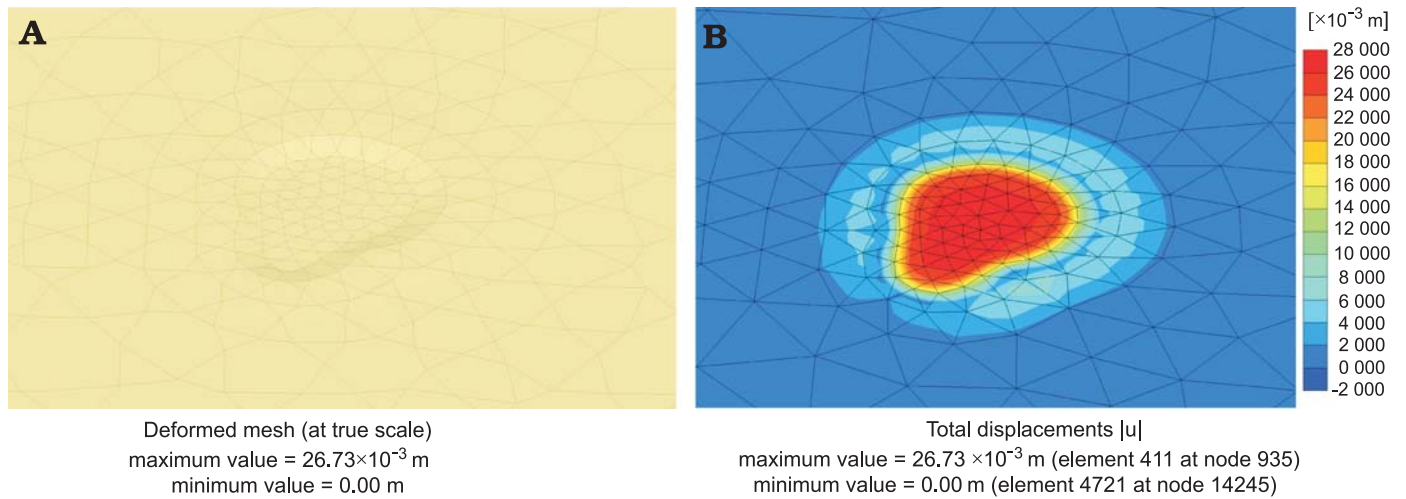 A
B
[×10⁻³ m]
28 000
26 000
24 000
22 000
20 000
18 000
16 000
14 000
12 000
10 000
8 000
6 000
4 000
2 000
0 000
-2 000
Deformed mesh (at true scale)
maximum value = 26.73×10⁻³ m
minimum value = 0.00 m
Total displacements |u|
maximum value = 26.73 ×10⁻³ m (element 411 at node 935)
minimum value = 0.00 m (element 4721 at node 14245)